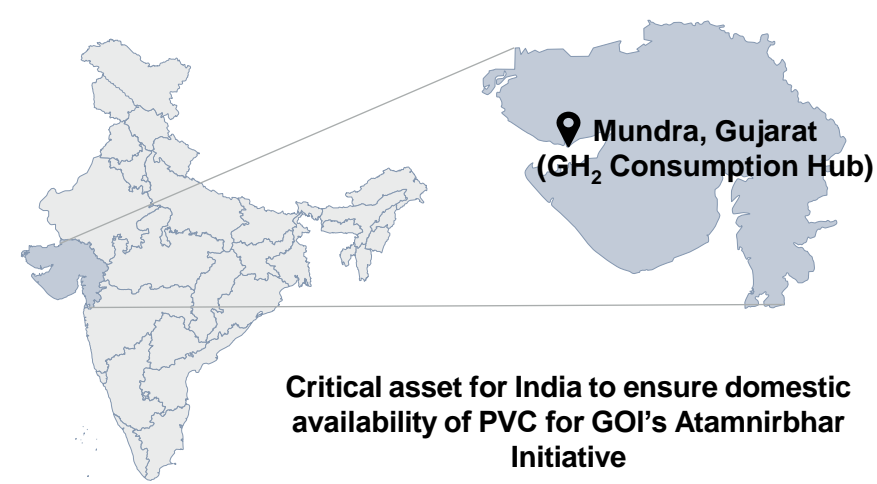 Mundra, Gujarat
(GH₂ Consumption Hub)
Critical asset for India to ensure domestic
availability of PVC for GOI's Atamnirbhar
Initiative